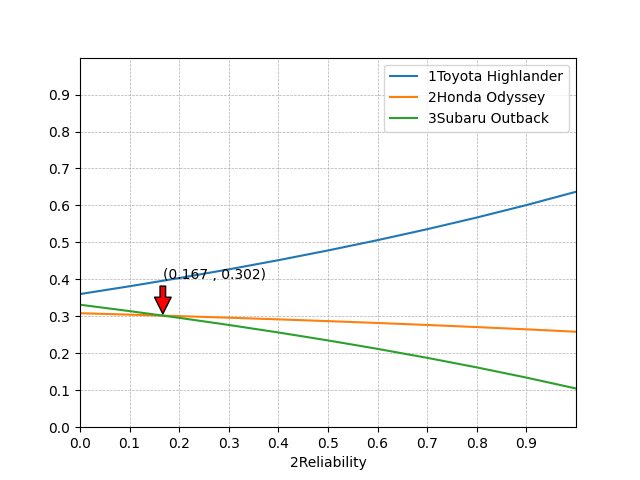 1Toyota Highlander
2Honda Odyssey
3Subaru Outback
0.9
0.8
0.7
0.6
0.5
0.4
(0.167 , 0.302)
0.3
0.2
0.1
0.0
0.0 0.1 0.2 0.3 0.4 0.5 0.6 0.7 0.8 0.9
2Reliability